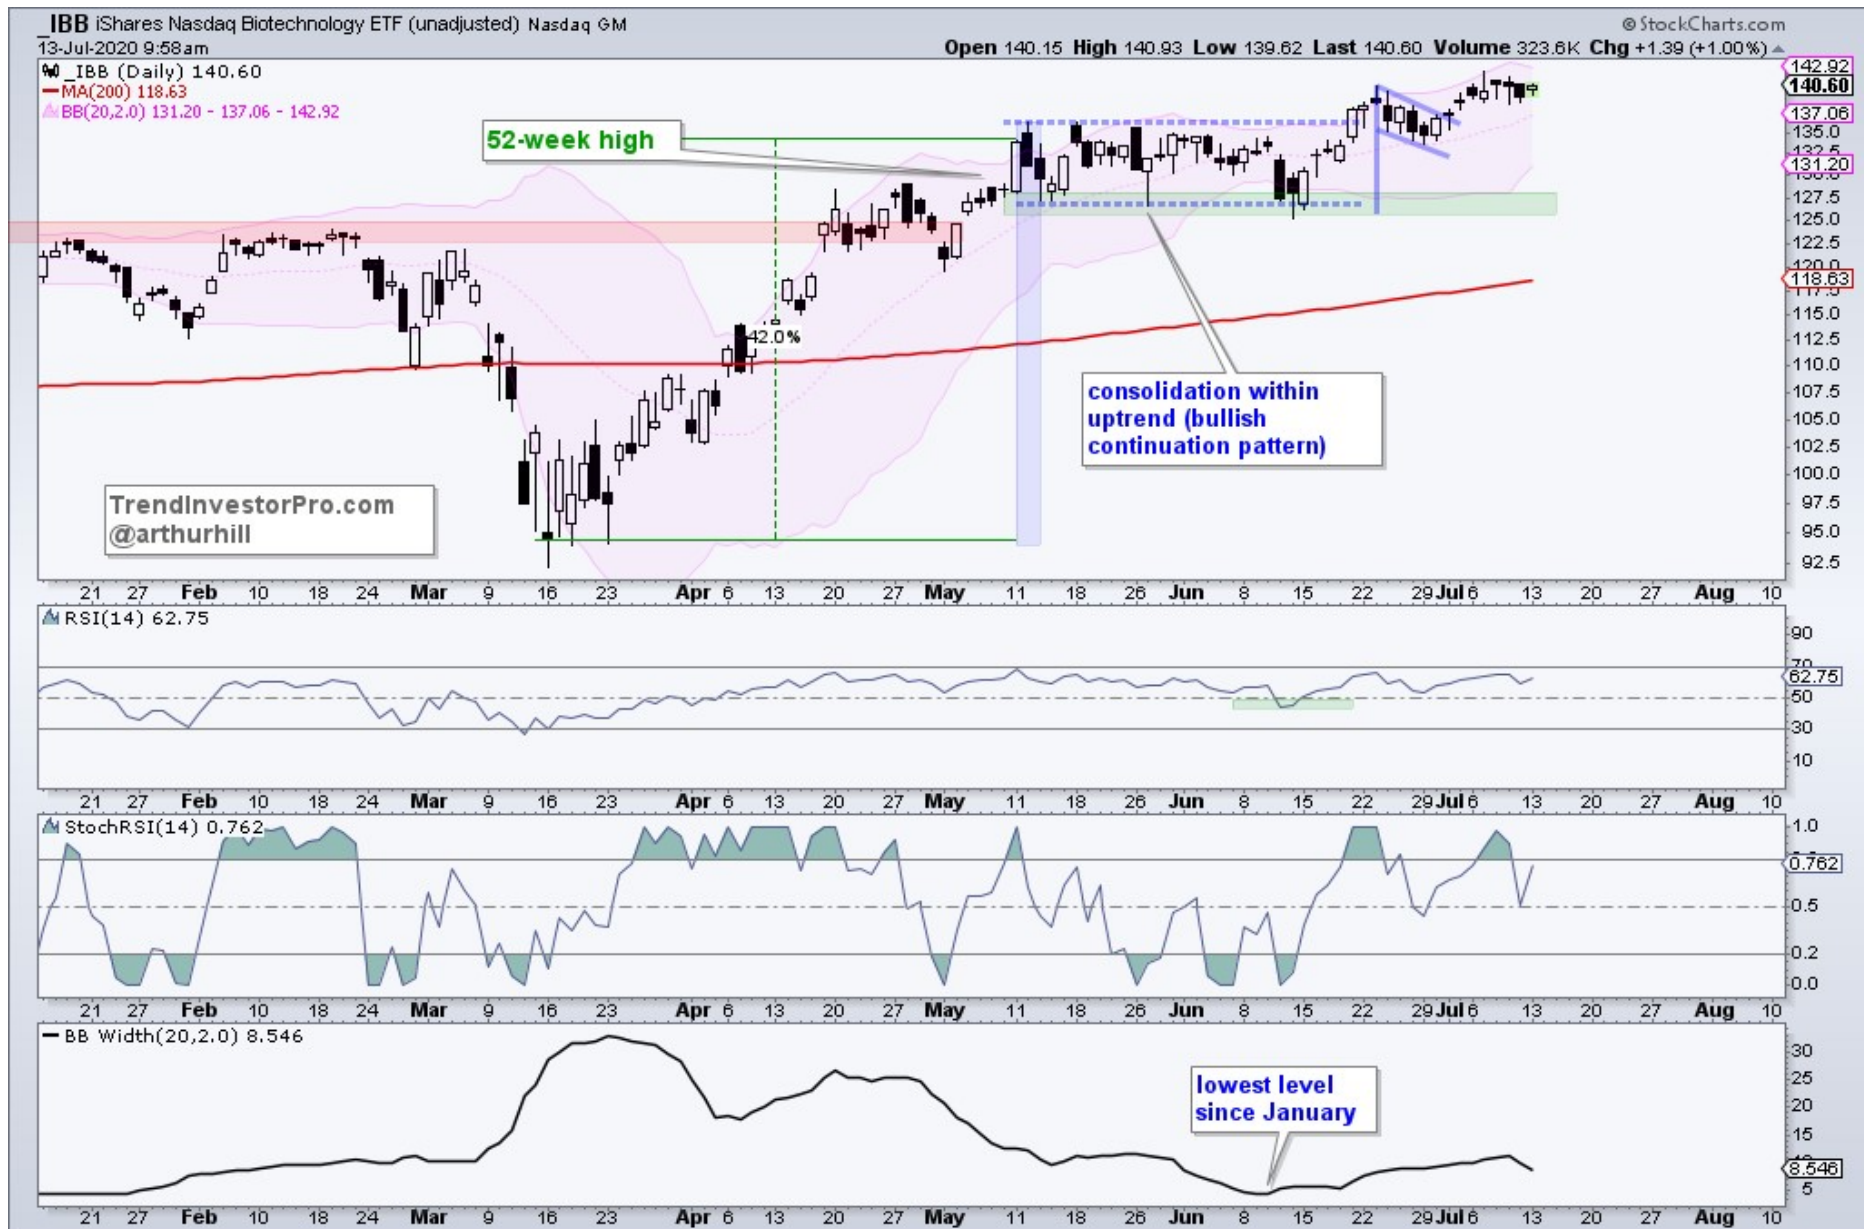 _IBB iShares Nasdaq Biotechnology ETF (unadjusted) Nasdaq GM
© StockCharts.com
13-Jul-2020 9:58am
Open 140.15 High 140.93 Low 139.62 Last 140.60 Volume 323.6K Chg +1.39 (+1.00%)
_IBB (Daily) 140.60
MA(200) 118.63
BB(20,2.0) 131.20 - 137.06 - 142.92
52-week high
42.0%
consolidation within
uptrend (bullish
continuation pattern)
TrendInvestorPro.com
@arthurhill
142.92
140.60
137.06
135.0
132.5
131.20
130.0
127.5
125.0
122.5
120.0
118.63
117.5
115.0
112.5
110.0
107.5
105.0
102.5
100.0
97.5
95.0
92.5
21 27 Feb 10 18 24 Mar 9 16 23 Apr 6 13 20 27 May 11 18 26 Jun 8 15 22 29 Jul 6 13 20 27 Aug 10
RSI(14) 62.75
90
70
62.75
50
30
10
21 27 Feb 10 18 24 Mar 9 16 23 Apr 6 13 20 27 May 11 18 26 Jun 8 15 22 29 Jul 6 13 20 27 Aug 10
StochRSI(14) 0.762
1.0
0.762
0.5
0.2
0.0
21 27 Feb 10 18 24 Mar 9 16 23 Apr 6 13 20 27 May 11 18 26 Jun 8 15 22 29 Jul 6 13 20 27 Aug 10
BB Width(20,2.0) 8.546
lowest level
since January
30
25
20
15
10
8.546
5
21 27 Feb 10 18 24 Mar 9 16 23 Apr 6 13 20 27 May 11 18 26 Jun 8 15 22 29 Jul 6 13 20 27 Aug 10